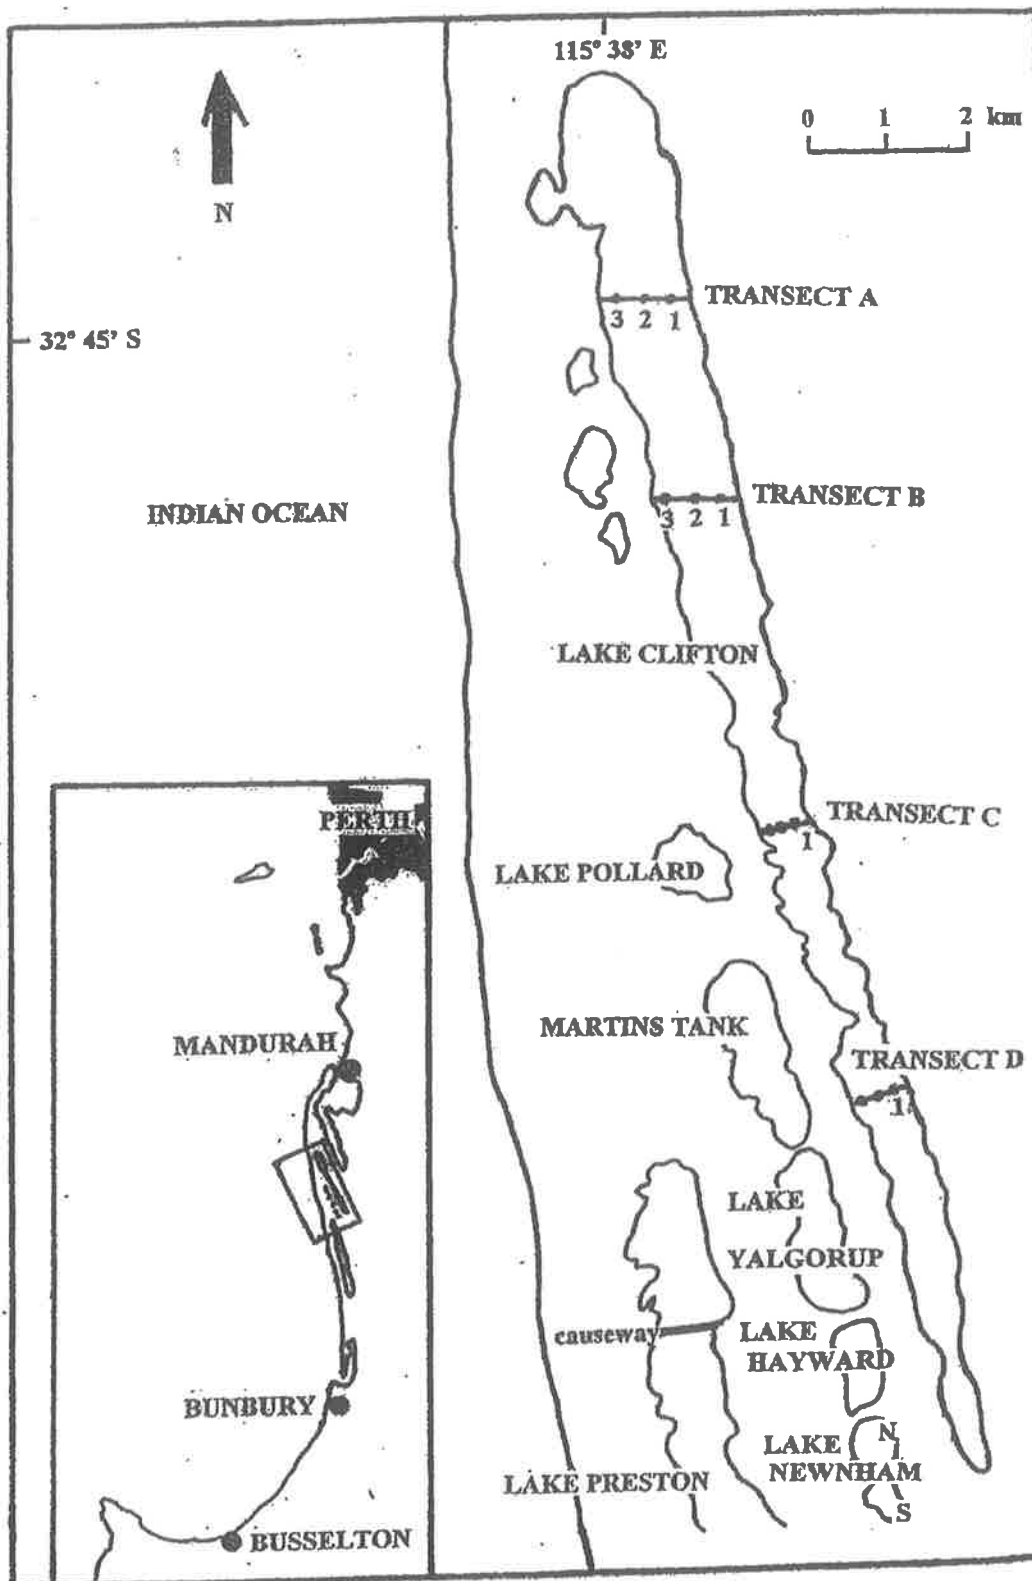 115° 38' E
0 1 2 km
N
TRANSECT A
3 2 1
32° 45' S
TRANSECT B
3 2 1
INDIAN OCEAN
LAKE CLIFTON
TRANSECT C
1
PERTH
LAKE POLLARD
MARTINS TANK
MANDURAH
TRANSECT D
1
LAKE
YALGORUP
causeway
LAKE
HAYWARD
BUNBURY
LAKE
NEWNHAM
N
S
LAKE PRESTON
BUSSELTON